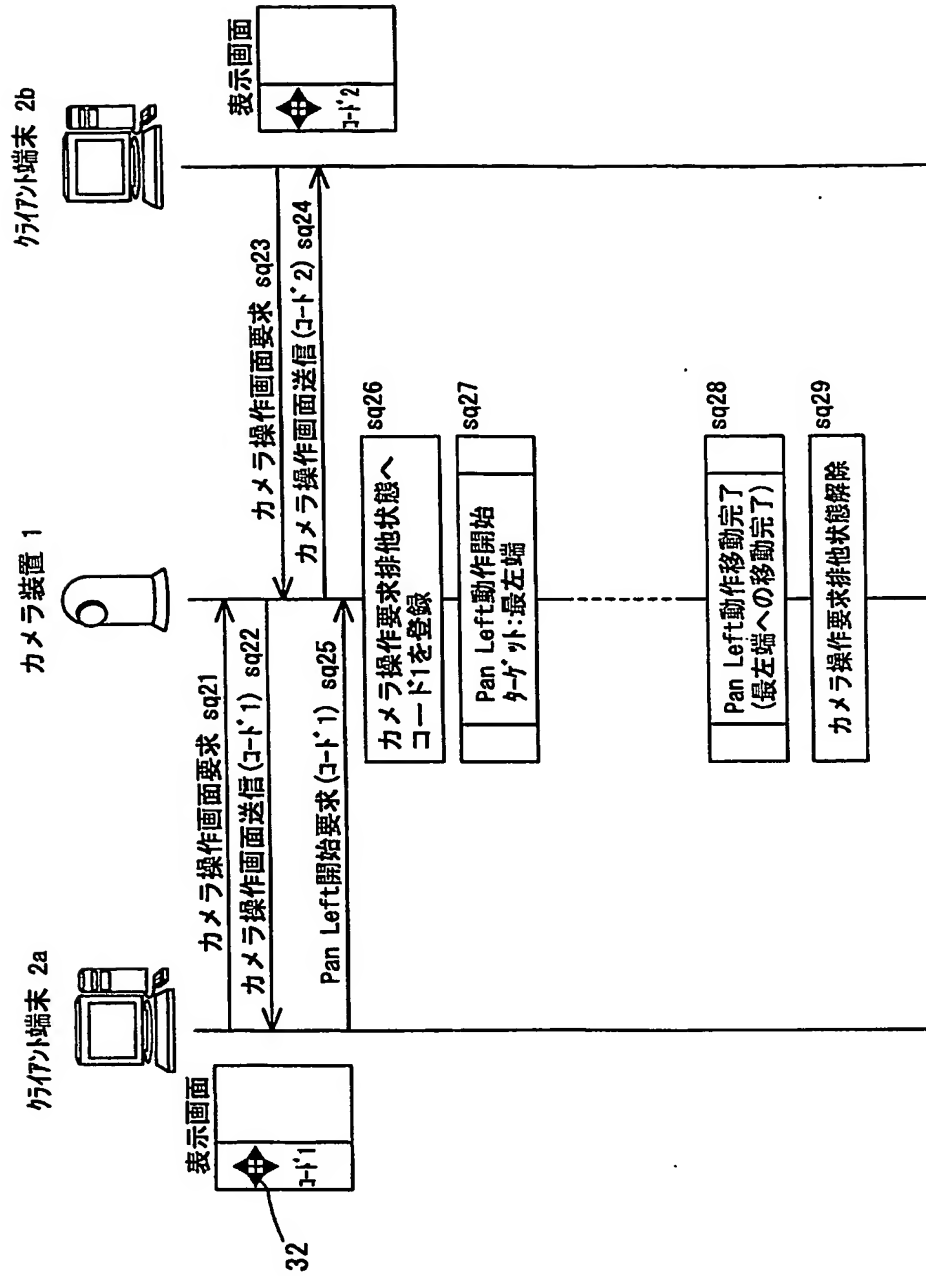 クライアント端末 2a
カメラ装置 1
クライアント端末 2b
表示画面
コード1
32
表示画面
コード2
カメラ操作画面要求 sq21
カメラ操作画面送信(コード1) sq22
カメラ操作画面要求 sq23
カメラ操作画面送信(コード2) sq24
Pan Left開始要求(コード1) sq25
カメラ操作要求排他状態へ
コード1を登録
sq26
Pan Left動作開始
ターゲット:最左端
sq27
Pan Left動作移動完了
(最左端への移動完了)
sq28
カメラ操作要求排他状態解除
sq29